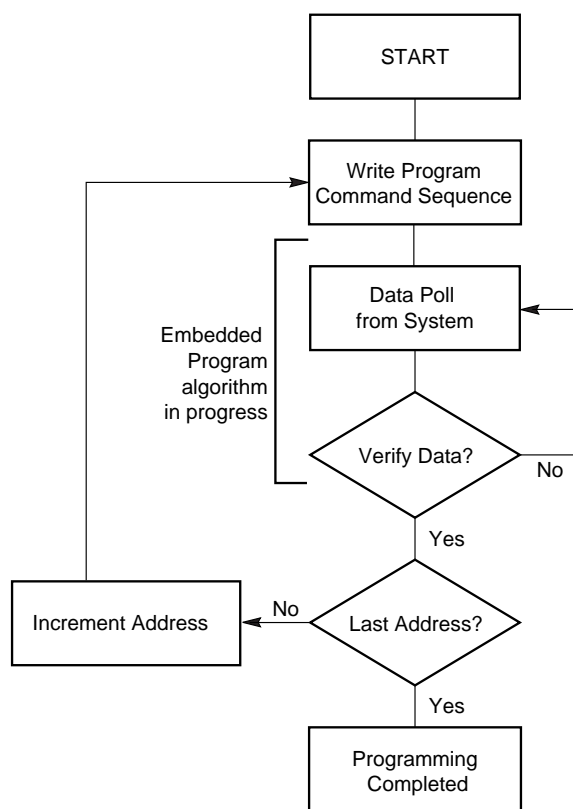 START
Write Program
Command Sequence
Data Poll
from System
Embedded
Program
algorithm
in progress
Verify Data?
No
Yes
Last Address?
No
Increment Address
Yes
Programming
Completed